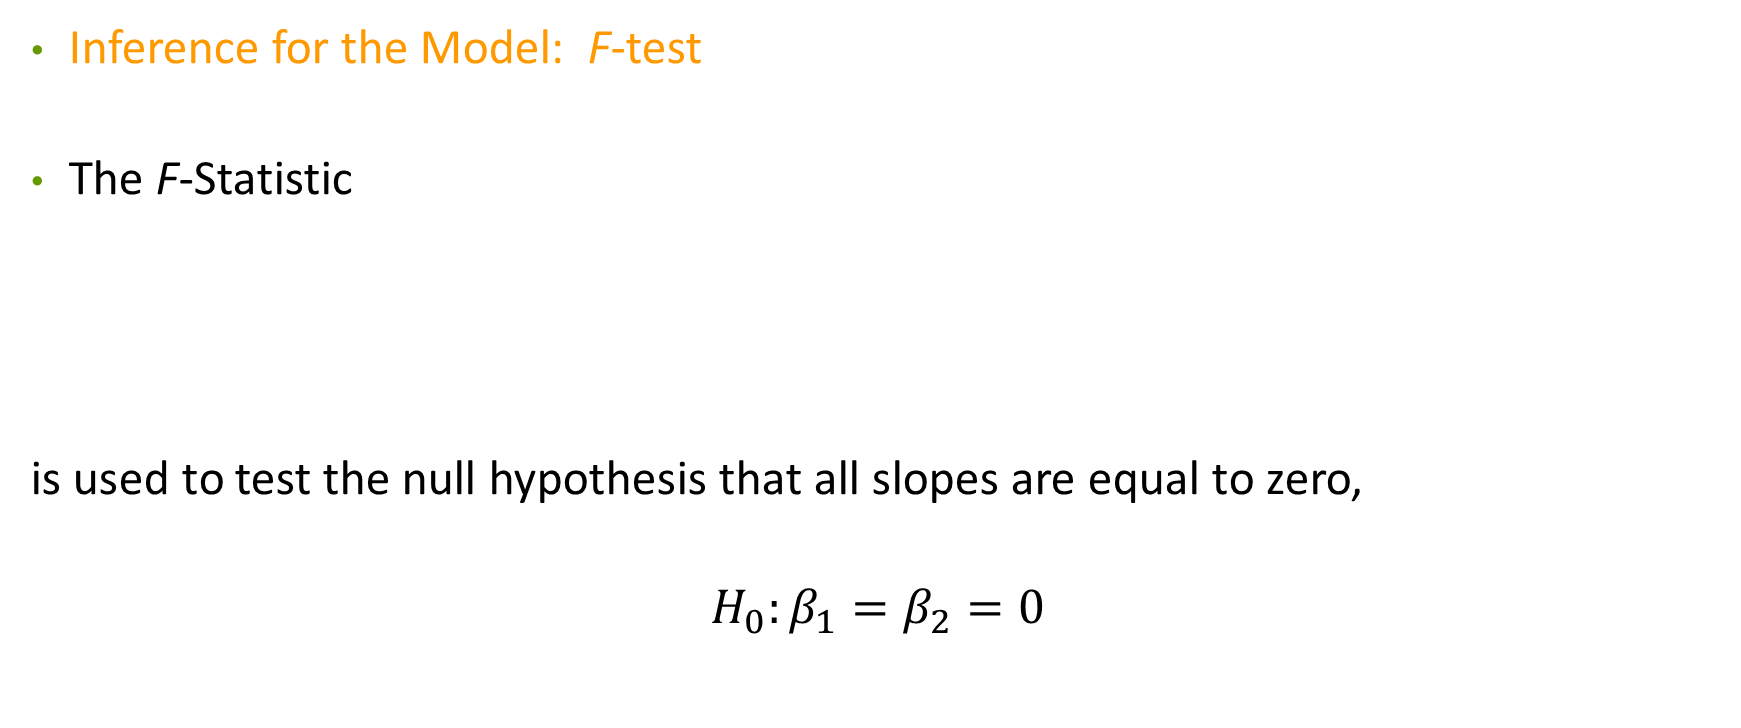 • Inference for the Model:  F-test
• The F-Statistic
is used to test the null hypothesis that all slopes are equal to zero,
H₀: β₁ = β₂ = 0